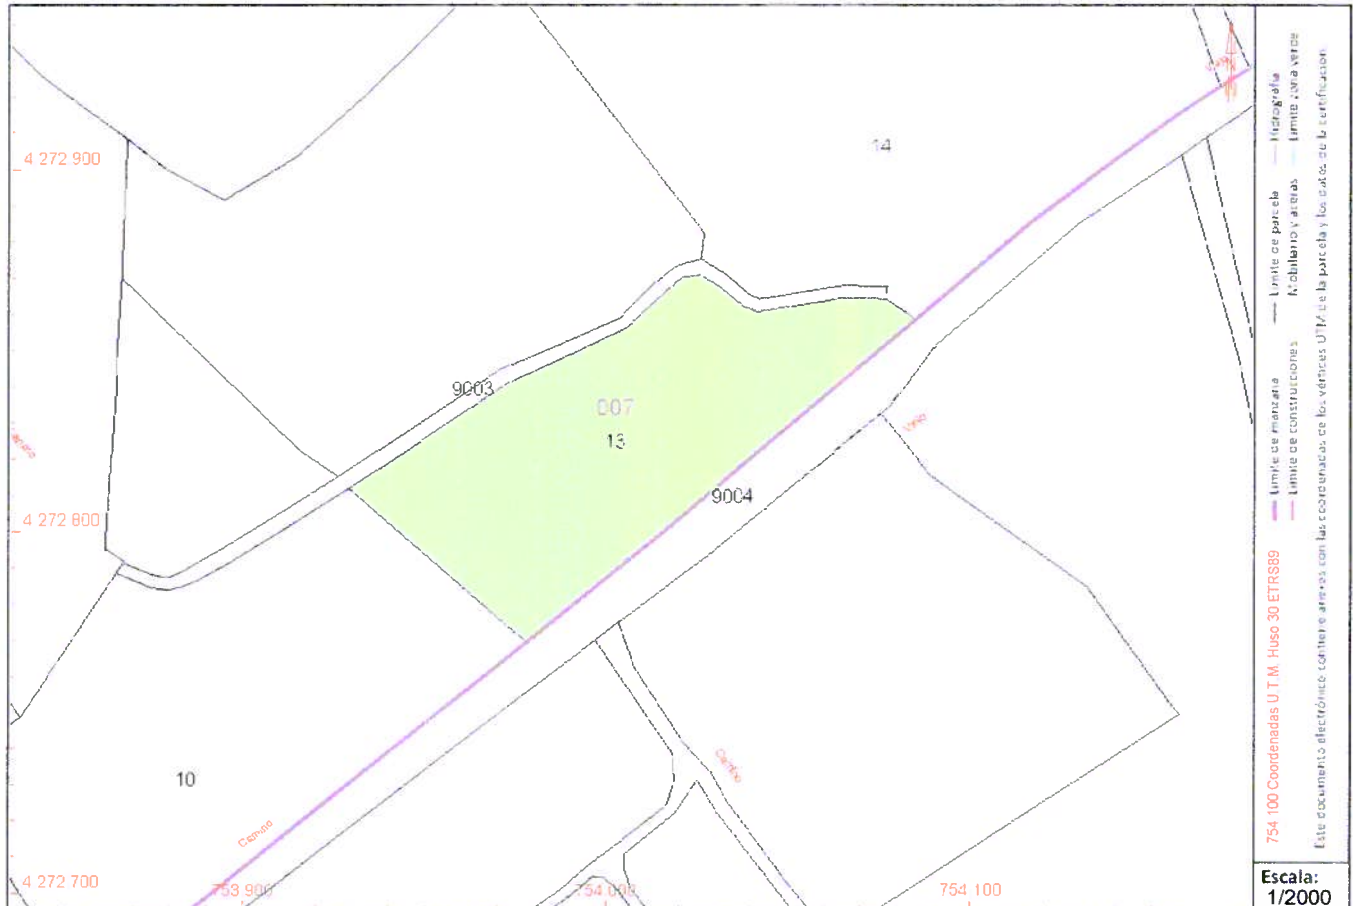 14
4 272 900
9003
007
13
9004
4 272 800
10
Camino
Camino
4 272 700
753 900
754 000
754 100
Límite de manzana
Límite de parcela
Hidrografía
Límite de construcciones
Mobiliario y aceras
Límite zona verde
754 100 Coordenadas U.T.M. Huso 30 ETRS89
Este documento electrónico contiene anexos con las coordenadas de los vértices UTM de la parcela y los datos de la certificación
Escala:
1/2000